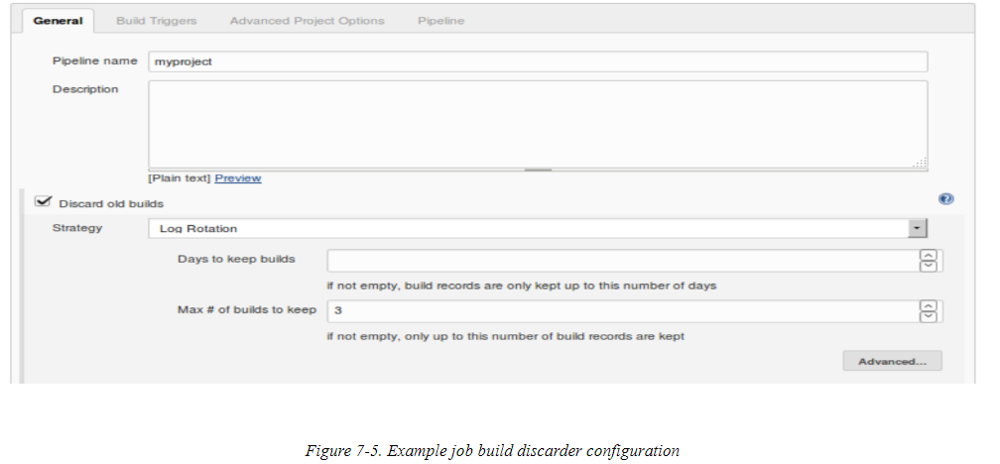 General Build Triggers Advanced Project Options Pipeline
Pipeline name myproject
Description
[Plain text] Preview
Discard old builds
Strategy Log Rotation
Days to keep builds
if not empty, build records are only kept up to this number of days
Max # of builds to keep 3
if not empty, only up to this number of build records are kept
Advanced...
Figure 7-5. Example job build discarder configuration